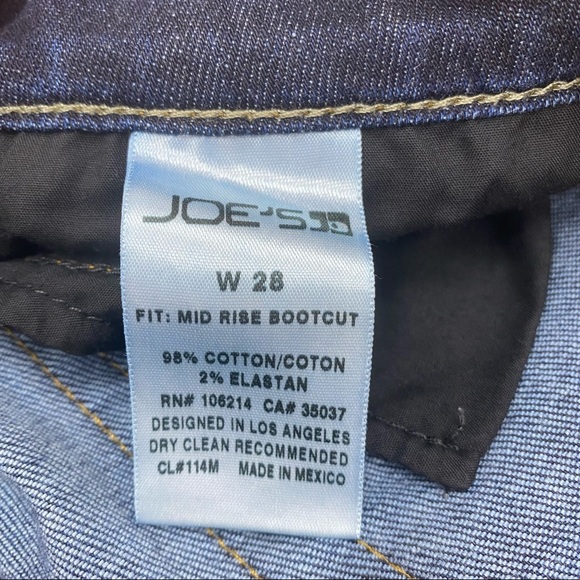 JOE'S
W 28
FIT: MID RISE BOOTCUT
98% COTTON/COTON
2% ELASTAN
RN# 106214 CA# 35037
DESIGNED IN LOS ANGELES
DRY CLEAN RECOMMENDED
CL#114M MADE IN MEXICO